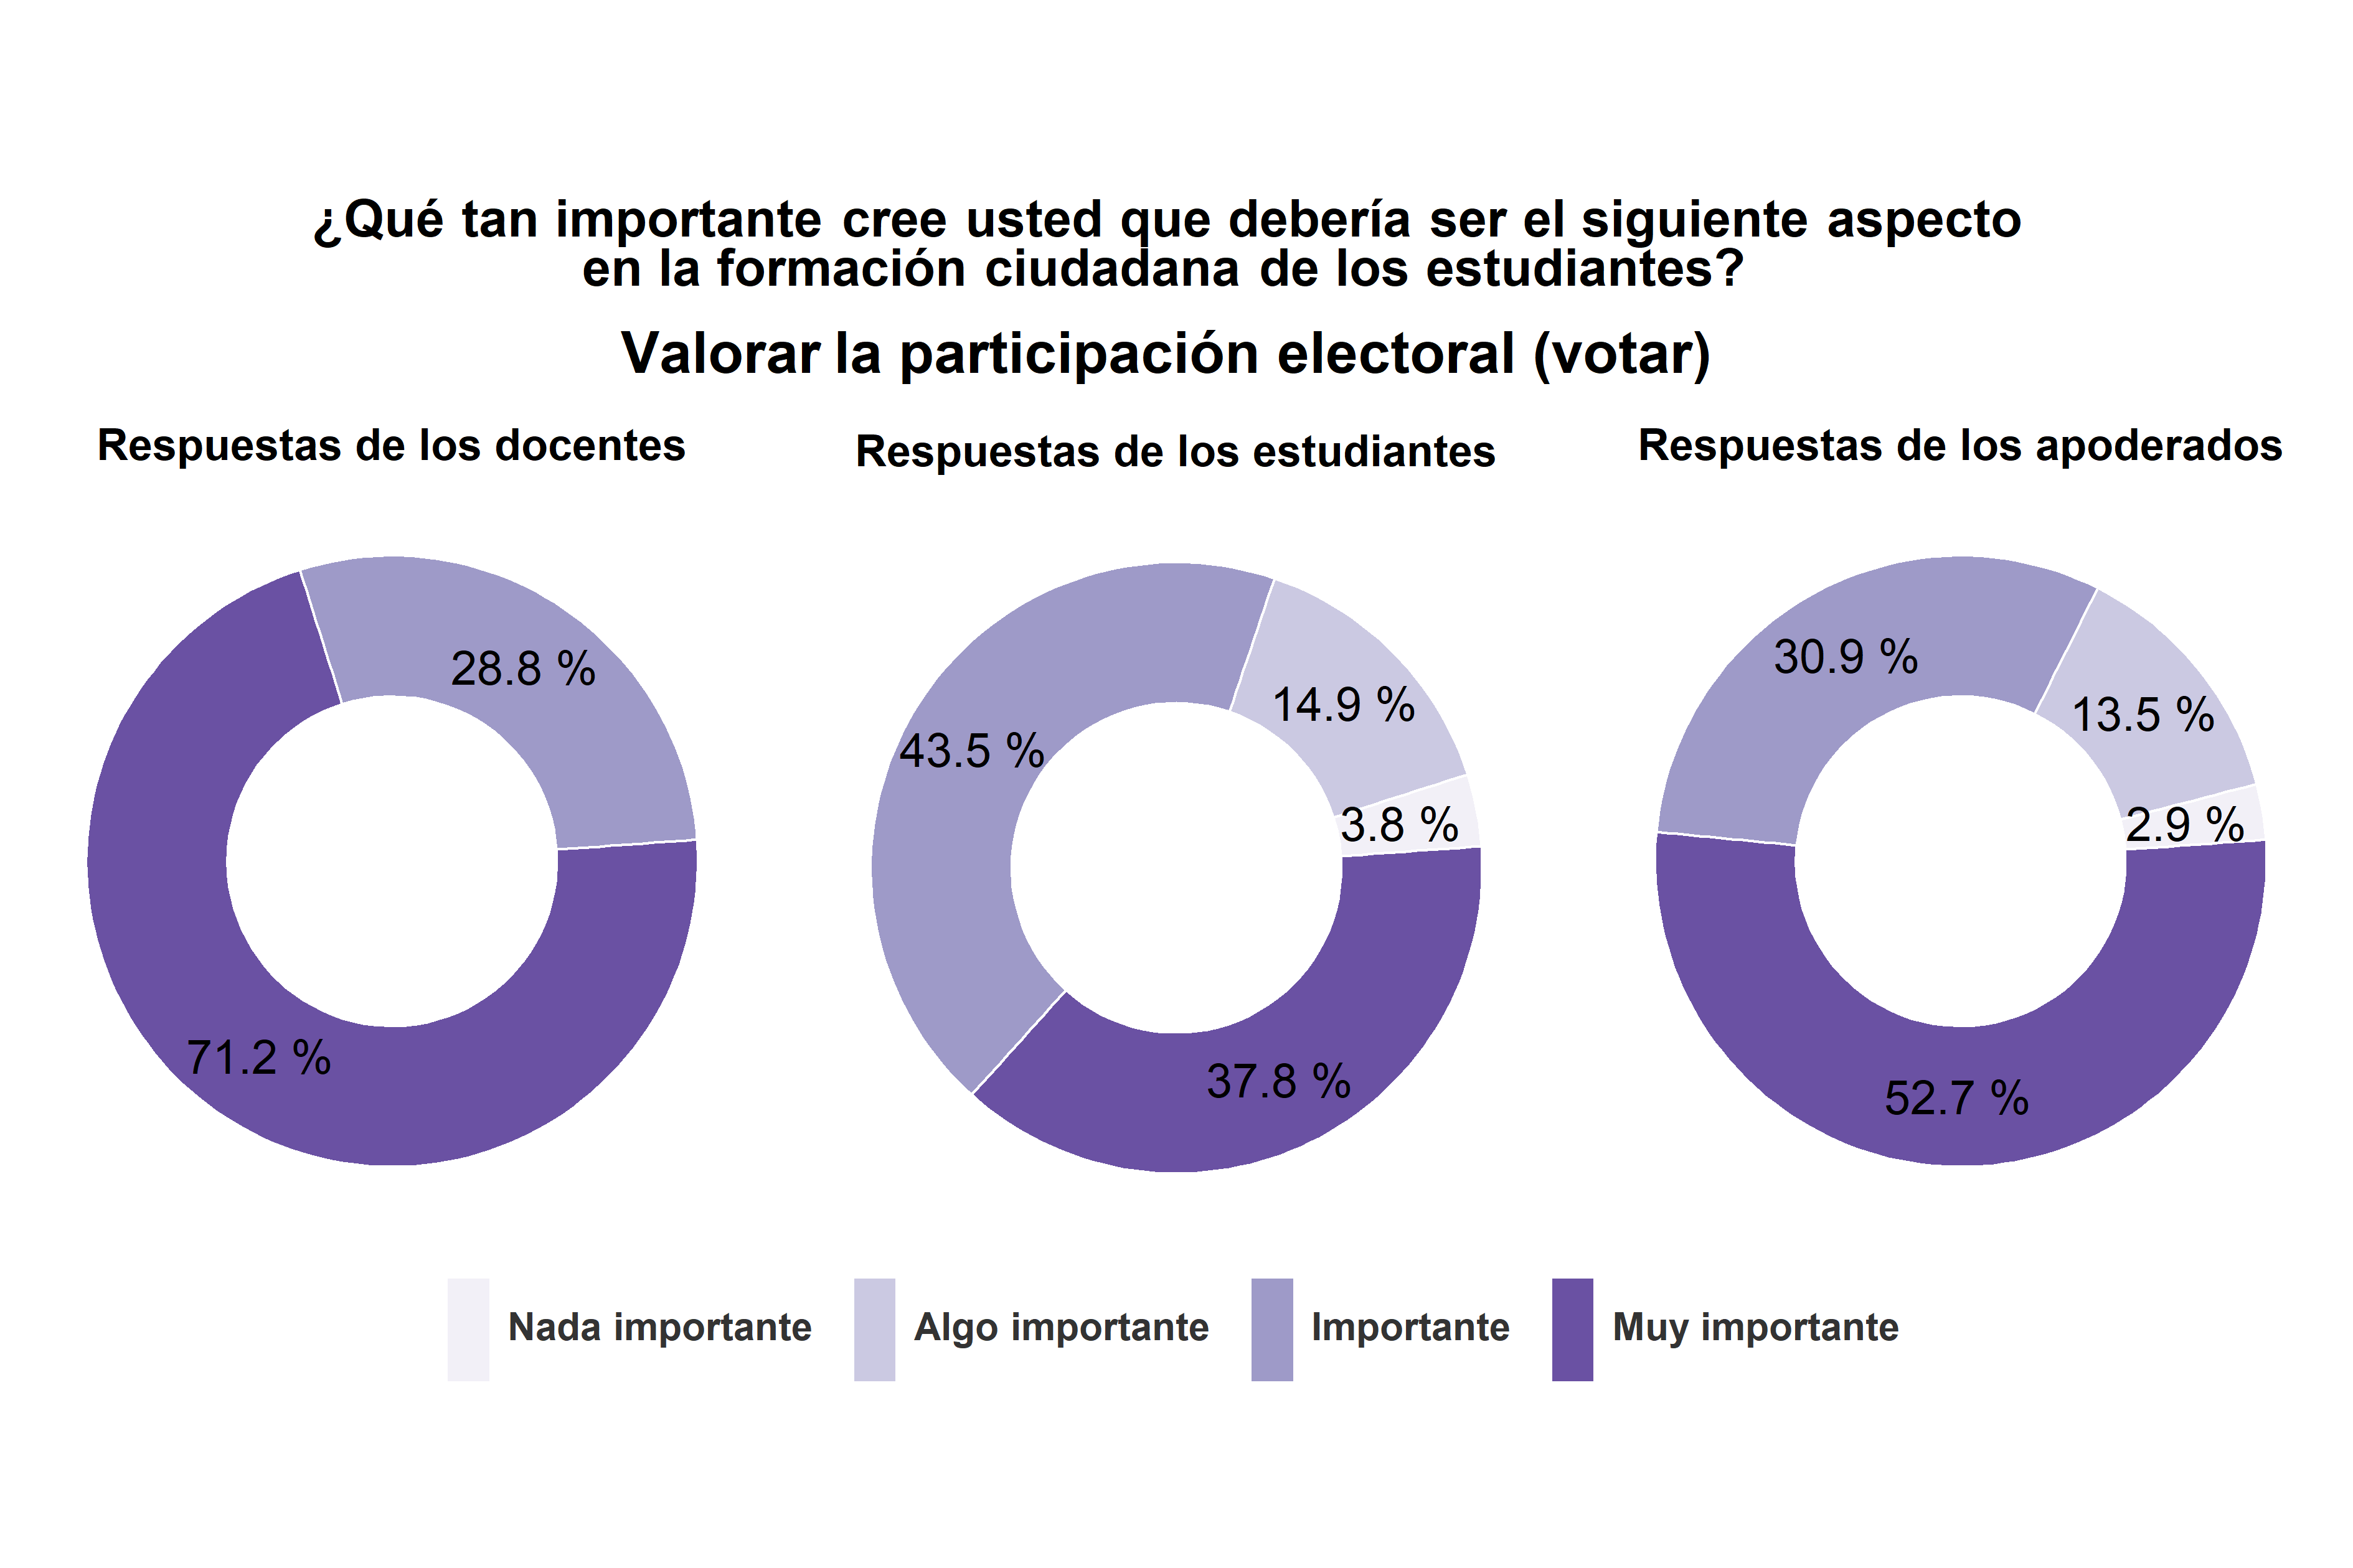 ¿Qué tan importante cree usted que debería ser el siguiente aspecto
en la formación ciudadana de los estudiantes?
Valorar la participación electoral (votar)
Respuestas de los docentes
28.8 %
71.2 %
Respuestas de los estudiantes
14.9 %
43.5 %
3.8 %
37.8 %
Respuestas de los apoderados
30.9 %
13.5 %
2.9 %
52.7 %
Nada importante
Algo importante
Importante
Muy importante